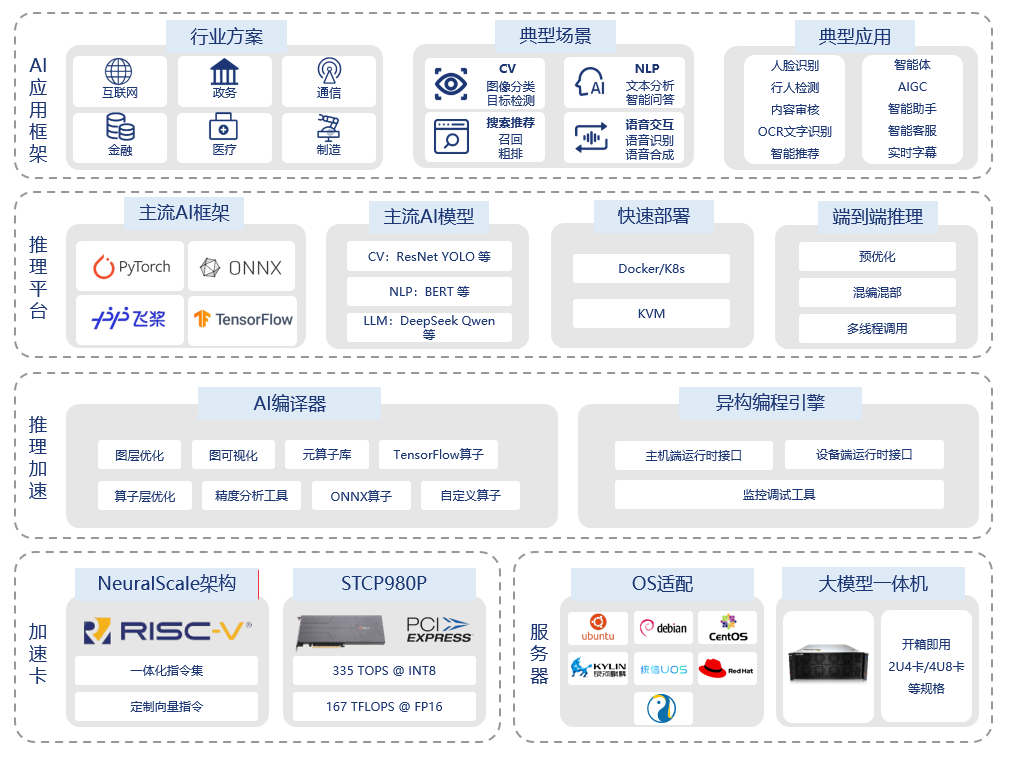 AI
应
用
框
架
行业方案
互联网
政务
通信
金融
医疗
制造
典型场景
CV
图像分类
目标检测
AI
NLP
文本分析
智能问答
搜索推荐
召回
粗排
语音交互
语音识别
语音合成
典型应用
人脸识别
行人检测
内容审核
OCR文字识别
智能推荐
智能体
AIGC
智能助手
智能客服
实时字幕
推
理
平
台
主流AI框架
PyTorch
ONNX
飞桨
TensorFlow
主流AI模型
CV：ResNet YOLO 等
NLP：BERT 等
LLM：DeepSeek Qwen
等
快速部署
Docker/K8s
KVM
端到端推理
预优化
混编混部
多线程调用
推
理
加
速
AI编译器
图层优化
图可视化
元算子库
TensorFlow算子
算子层优化
精度分析工具
ONNX算子
自定义算子
异构编程引擎
主机端运行时接口
设备端运行时接口
监控调试工具
加
速
卡
NeuralScale架构
RISC-V®
一体化指令集
定制向量指令
STCP980P
PCI
EXPRESS
335 TOPS @ INT8
167 TFLOPS @ FP16
服
务
器
OS适配
ubuntu
debian
CentOS
KYLIN
银河麒麟
统信UOS
Red Hat
大模型一体机
开箱即用
2U4卡/4U8卡
等规格